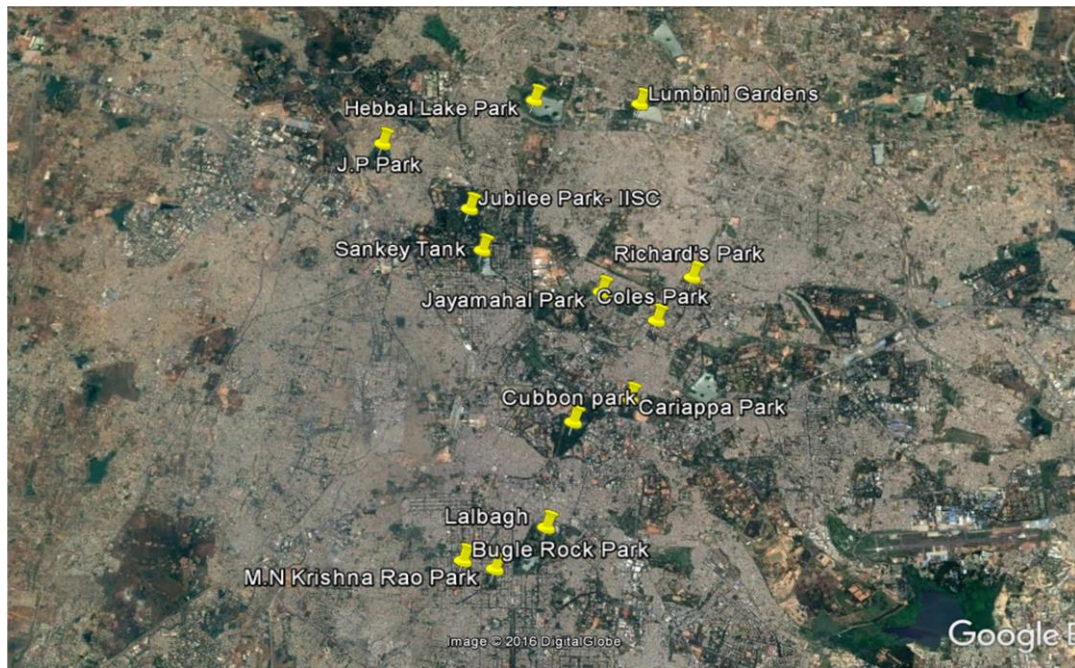 Hebbal Lake Park
Lumbini Gardens
J.P Park
Jubilee Park- IISC
Sankey Tank
Richard's Park
Jayamahal Park
Coles Park
Cubbon park
Cariappa Park
Lalbagh
Bugle Rock Park
M.N Krishna Rao Park
Image © 2016 DigitalGlobe
Google E